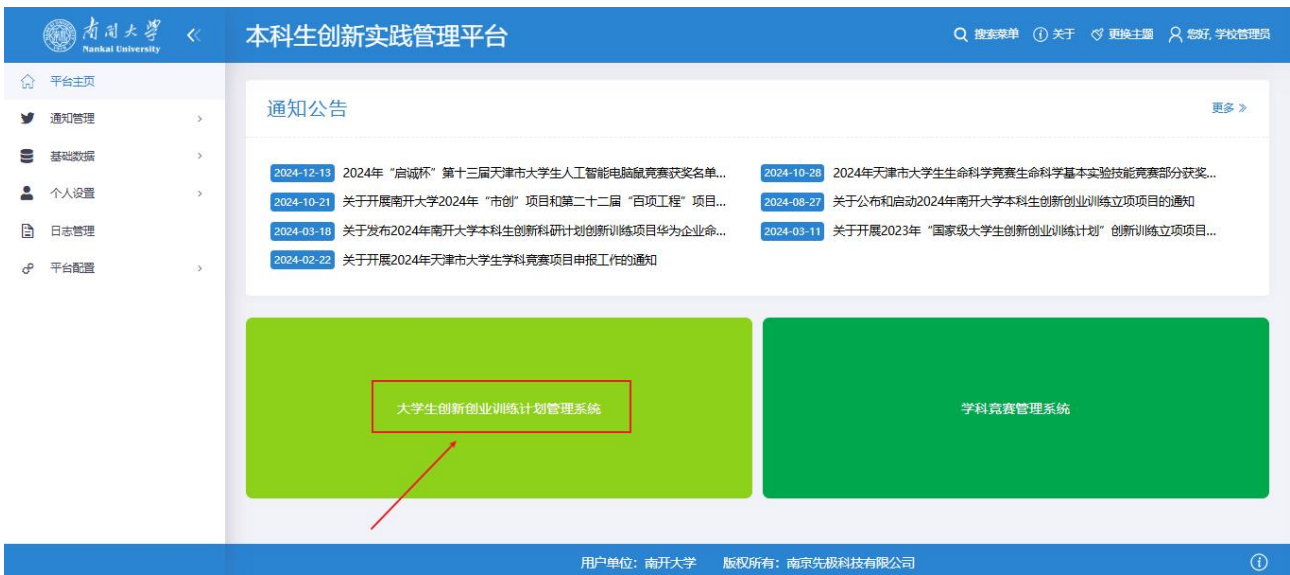 南开大学
Nankai University
本科生创新实践管理平台
搜索菜单 关于 更换主题 您好, 学校管理员
平台主页
通知管理
基础数据
个人设置
日志管理
平台配置
通知公告
更多
2024-12-13 2024年“启诚杯”第十三届天津市大学生人工智能电脑鼠竞赛获奖名单...
2024-10-28 2024年天津市大学生生命科学竞赛生命科学基本实验技能竞赛部分获奖...
2024-10-21 关于开展南开大学2024年“市创”项目和第二十二届“百项工程”项目...
2024-08-27 关于公布和启动2024年南开大学本科生创新创业训练立项项目的通知
2024-03-18 关于发布2024年南开大学本科生创新科研计划创新训练项目华为企业命...
2024-03-11 关于开展2023年“国家级大学生创新创业训练计划”创新训练立项项目...
2024-02-22 关于开展2024年天津市大学生学科竞赛项目申报工作的通知
大学生创新创业训练计划管理系统
学科竞赛管理系统
用户单位：南开大学 版权所有：南京先极科技有限公司